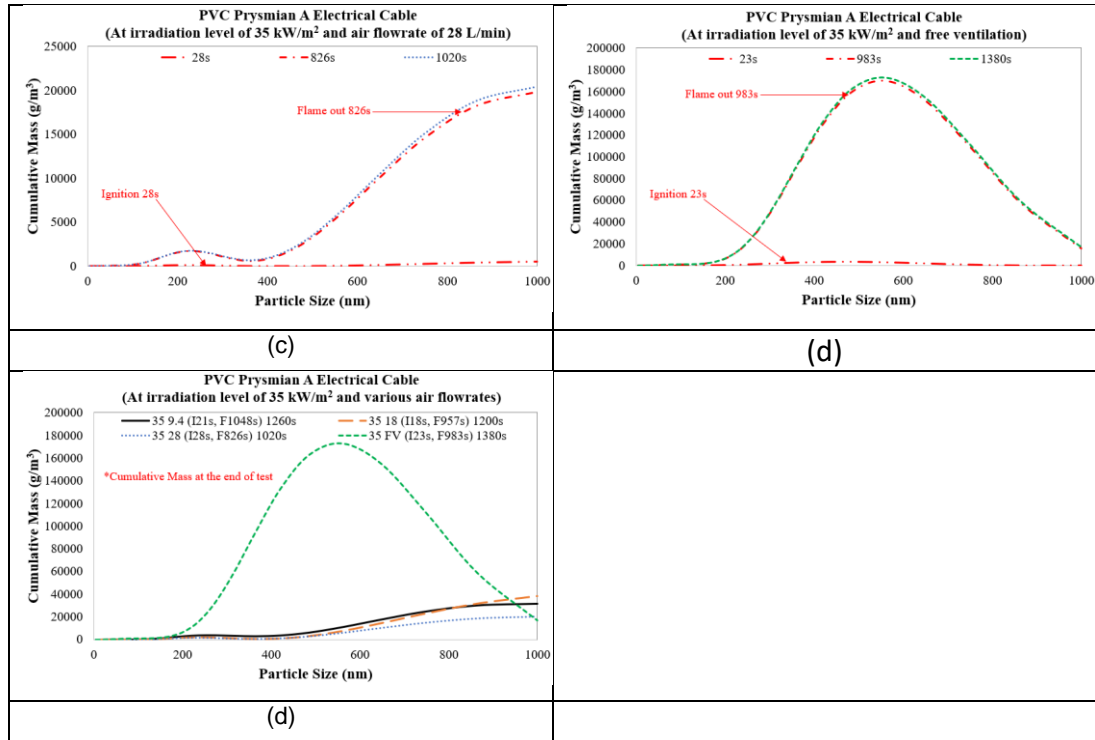 PVC Prysmian A Electrical Cable
(At irradiation level of 35 kW/m² and air flowrate of 28 L/min)
28s 826s 1020s
25000
20000
15000
10000
5000
0
Cumulative Mass (g/m³)
Flame out 826s
Ignition 28s
0 200 400 600 800 1000
Particle Size (nm)
(c)
PVC Prysmian A Electrical Cable
(At irradiation level of 35 kW/m² and free ventilation)
23s 983s 1380s
200000
180000
160000
140000
120000
100000
80000
60000
40000
20000
0
Cumulative Mass (g/m³)
Flame out 983s
Ignition 23s
0 200 400 600 800 1000
Particle Size (nm)
(d)
PVC Prysmian A Electrical Cable
(At irradiation level of 35 kW/m² and various air flowrates)
35 9.4 (I21s, F1048s) 1260s 35 18 (I18s, F957s) 1200s
35 28 (I28s, F826s) 1020s 35 FV (I23s, F983s) 1380s
200000
180000
160000
140000
120000
100000
80000
60000
40000
20000
0
Cumulative Mass (g/m³)
*Cumulative Mass at the end of test
0 200 400 600 800 1000
Particle Size (nm)
(d)